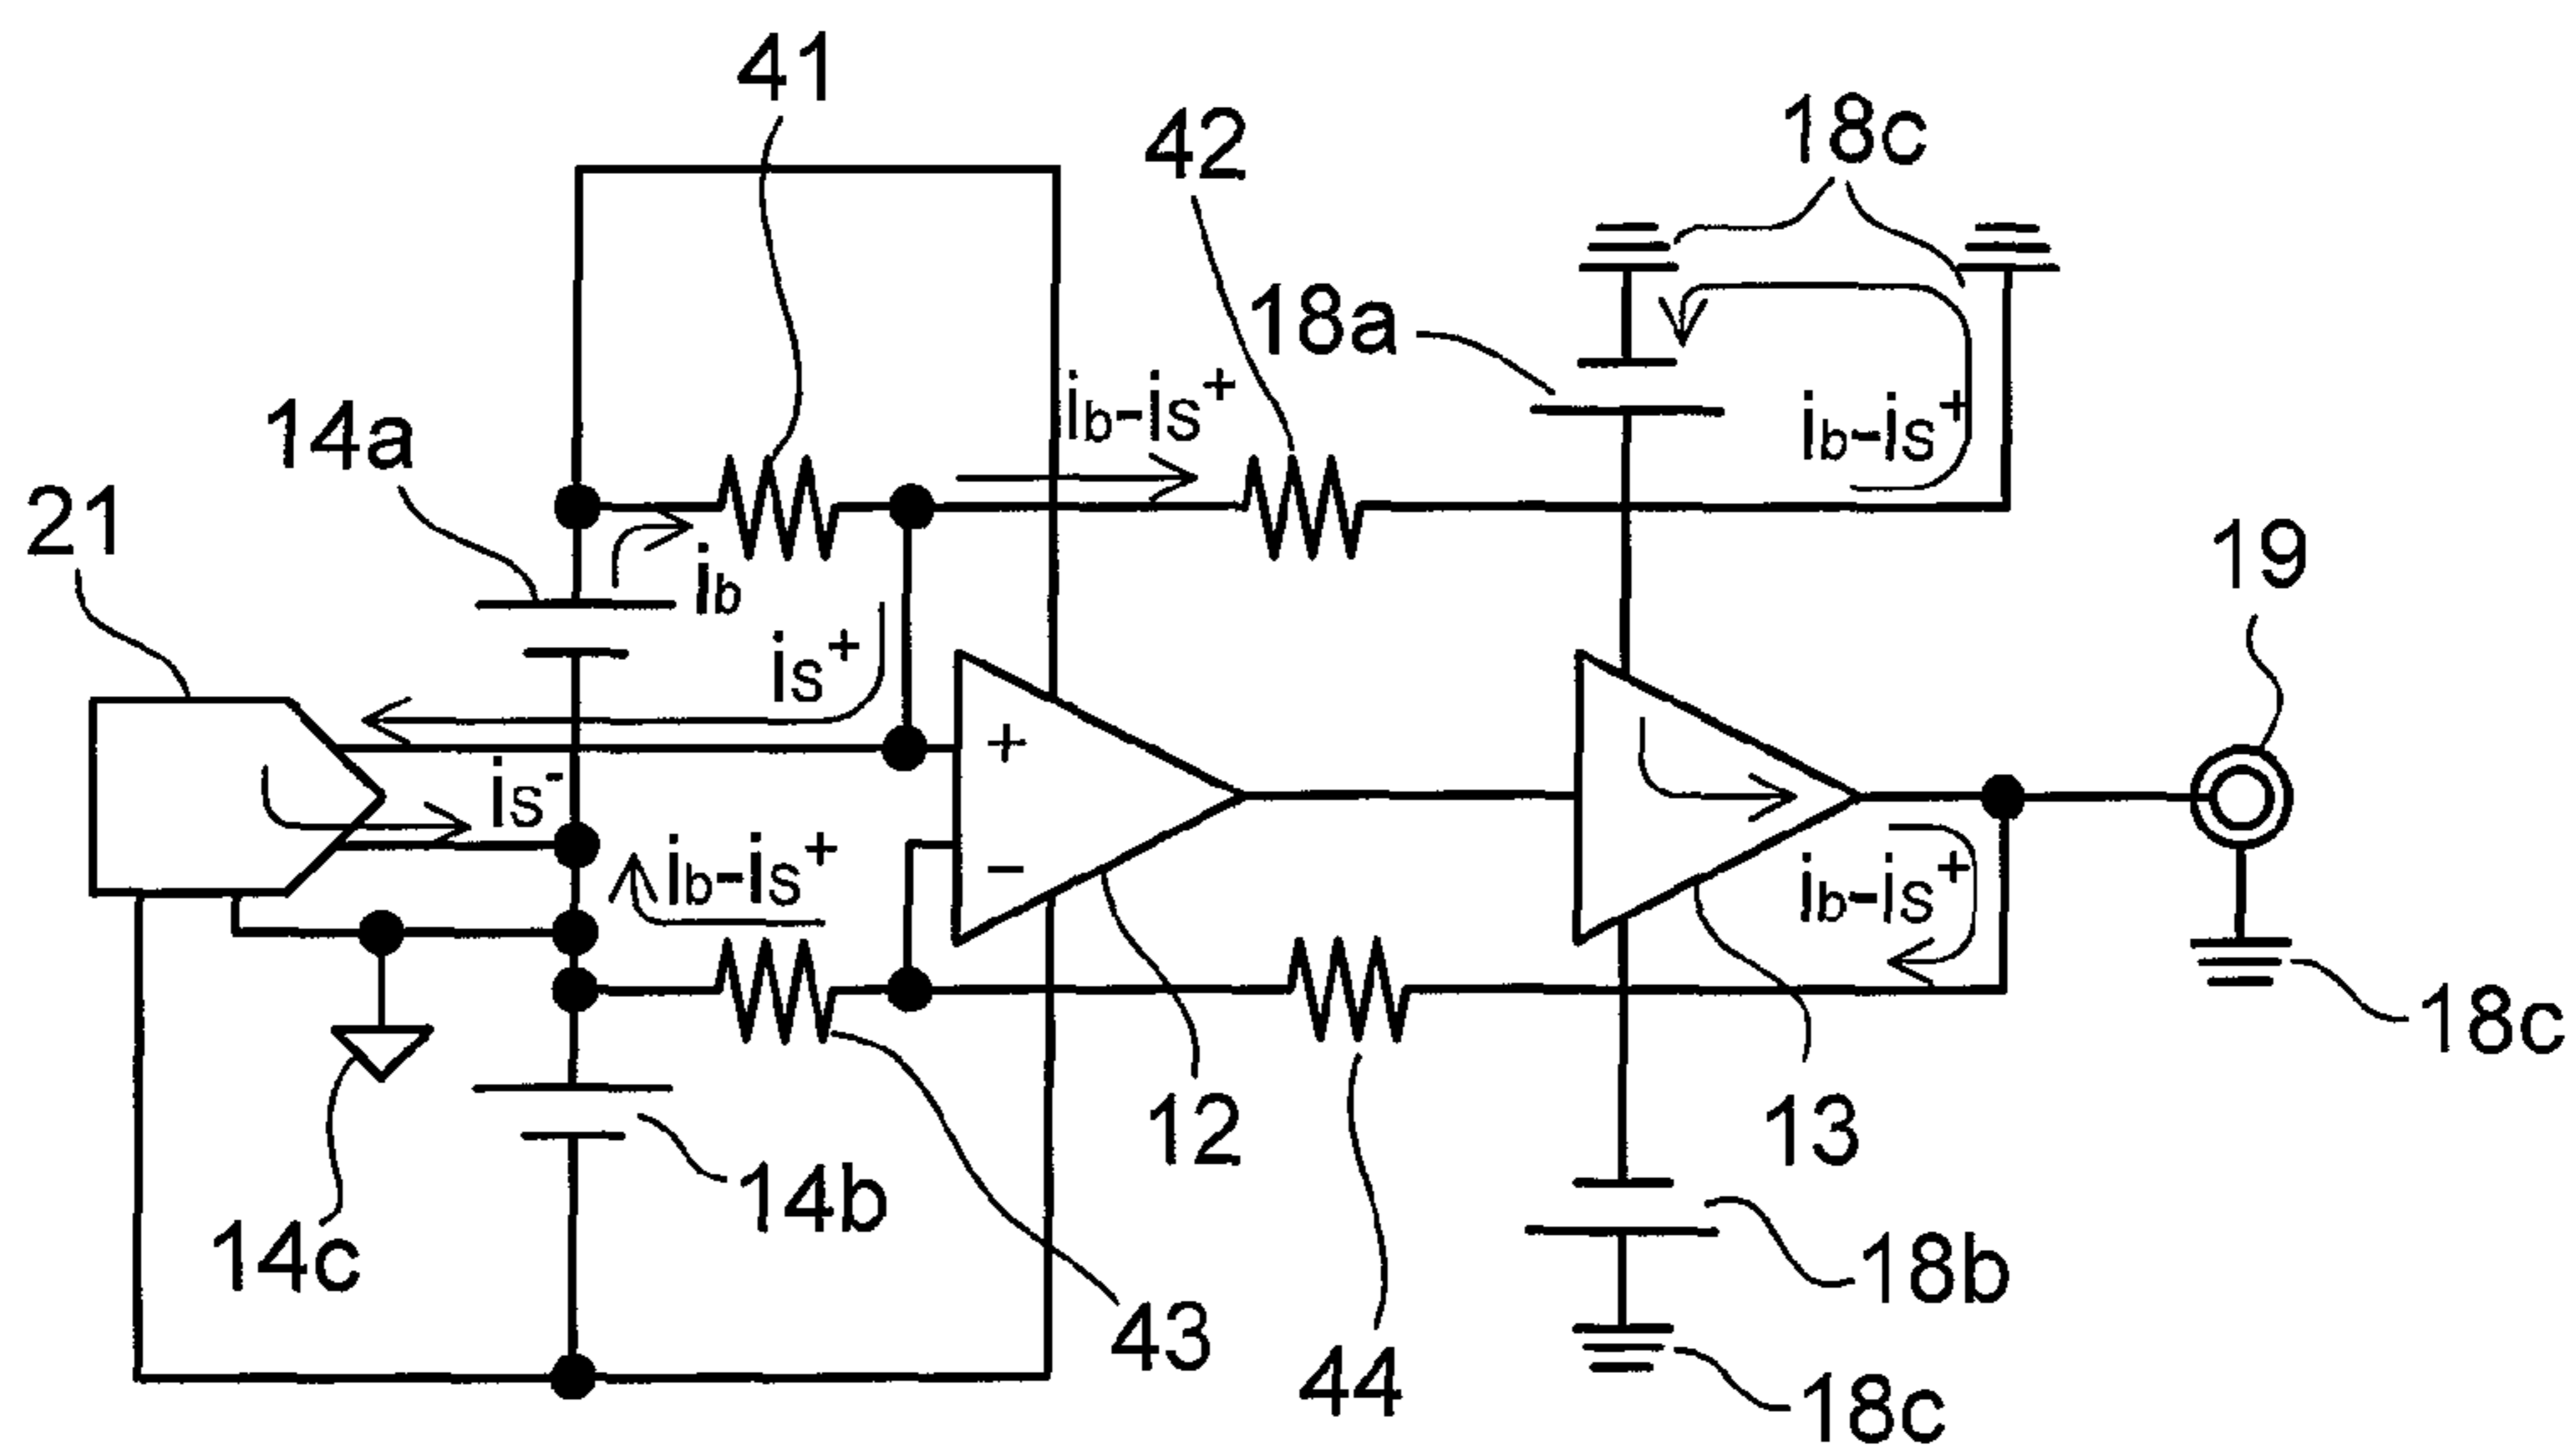 41
42
18c
18a
ib-is+
14a
ib-is+
21
ib
19
is+
+
is-
ib-is+
ib-is+
−
18c
12
13
14b
14c
18b
43
44
18c